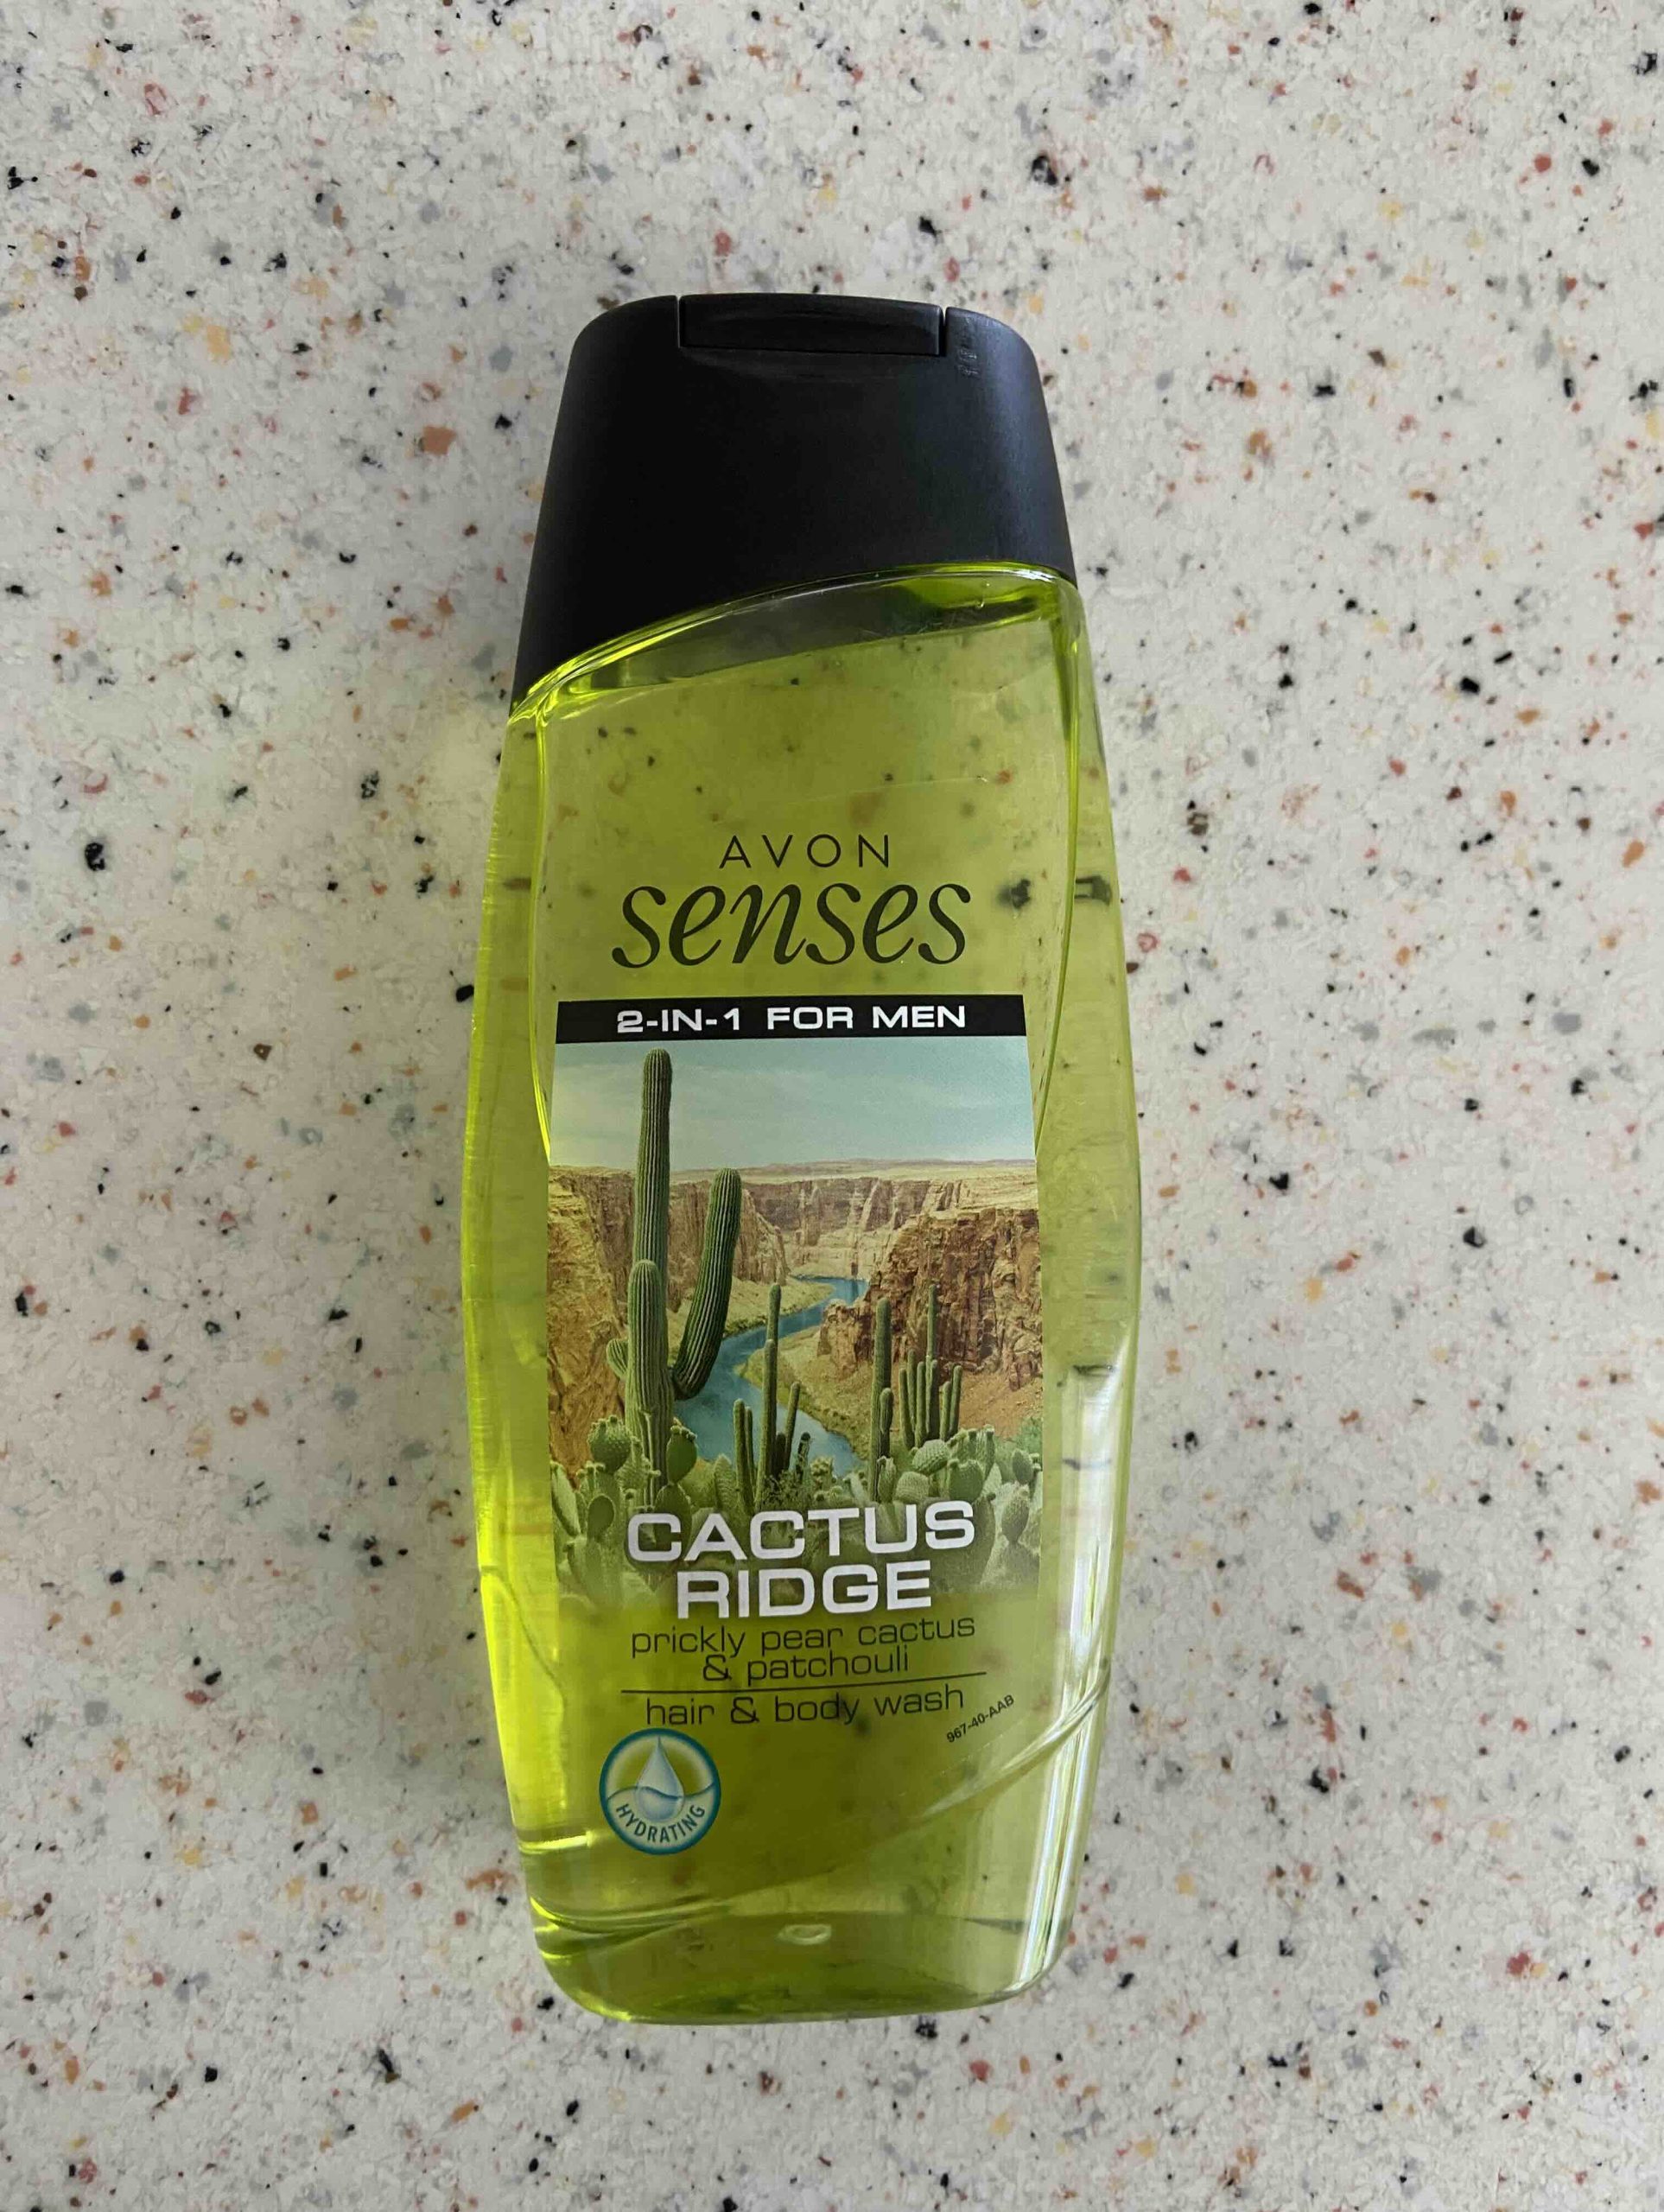 AVON
senses
2-IN-1 FOR MEN
CACTUS
RIDGE
prickly pear cactus
& patchouli
hair & body wash
967-40-AAB
HYDRATING